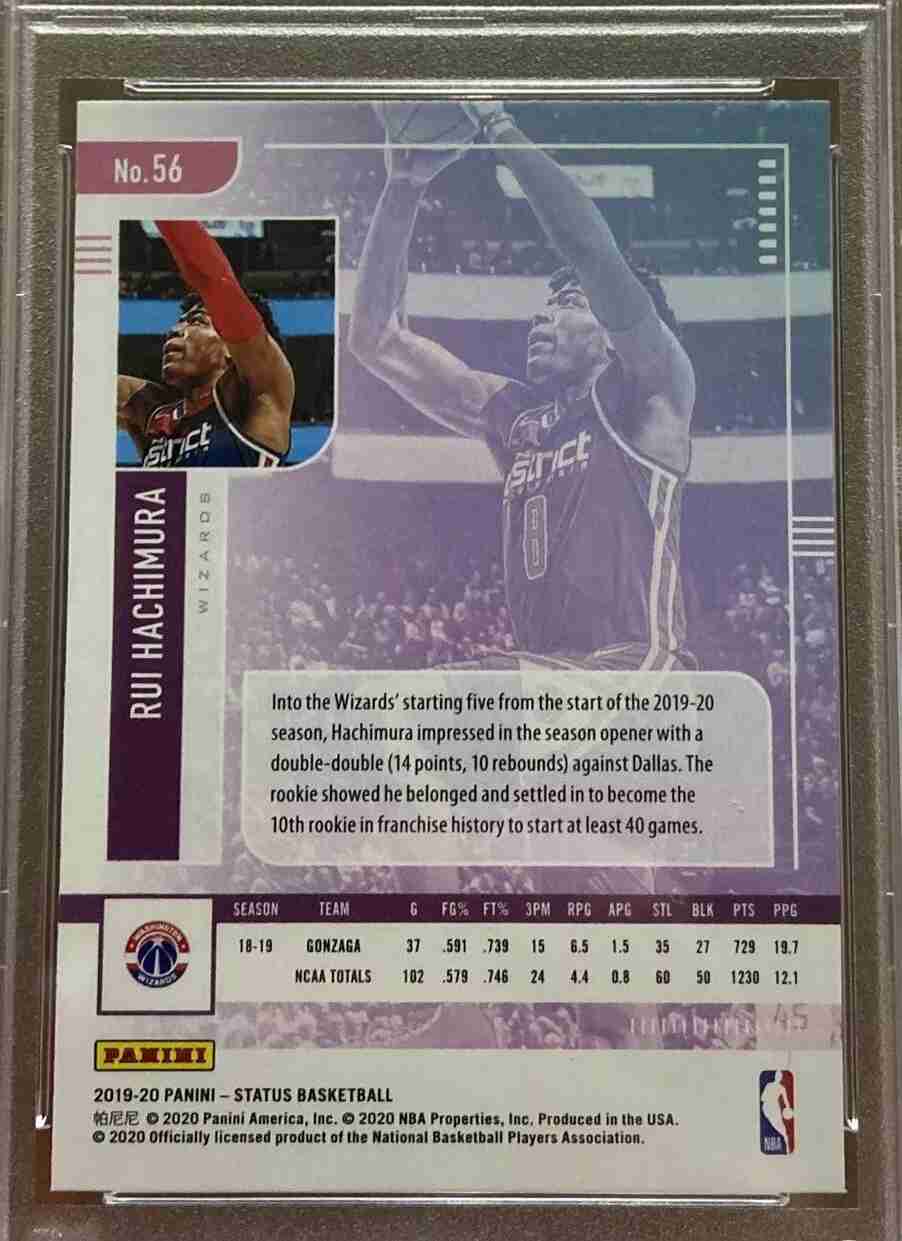 No. 56
RUI HACHIMURA
WIZARDS
strict
8
Into the Wizards' starting five from the start of the 2019-20
season, Hachimura impressed in the season opener with a
double-double (14 points, 10 rebounds) against Dallas. The
rookie showed he belonged and settled in to become the
10th rookie in franchise history to start at least 40 games.
SEASON TEAM G FG% FT% 3PM RPG APG STL BLK PTS PPG
18-19 GONZAGA 37 .591 .739 15 6.5 1.5 35 27 729 19.7
NCAA TOTALS 102 .579 .746 24 4.4 0.8 60 50 1230 12.1
WASHINGTON
WIZARDS
45
PANINI
2019-20 PANINI – STATUS BASKETBALL
帕尼尼 © 2020 Panini America, Inc. © 2020 NBA Properties, Inc. Produced in the USA.
© 2020 Officially licensed product of the National Basketball Players Association.
NBA